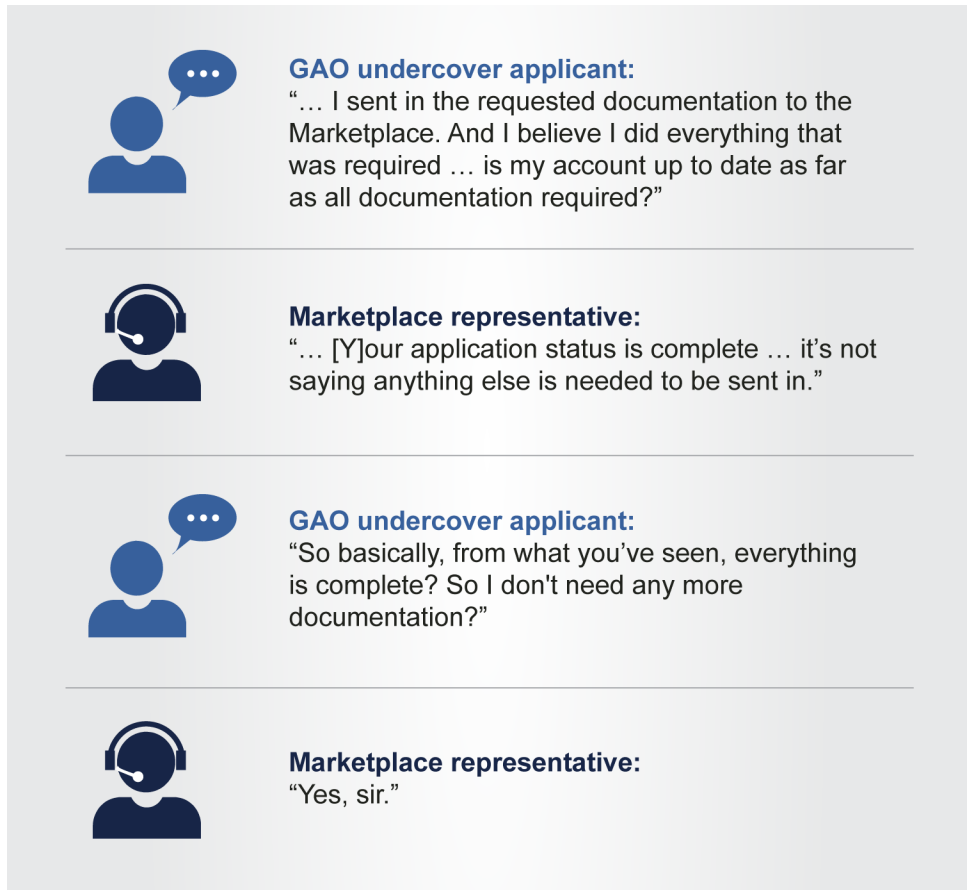 GAO undercover applicant:
“… I sent in the requested documentation to the
Marketplace. And I believe I did everything that
was required … is my account up to date as far
as all documentation required?”
Marketplace representative:
“… [Y]our application status is complete … it’s not
saying anything else is needed to be sent in.”
GAO undercover applicant:
“So basically, from what you’ve seen, everything
is complete? So I don't need any more
documentation?”
Marketplace representative:
“Yes, sir.”